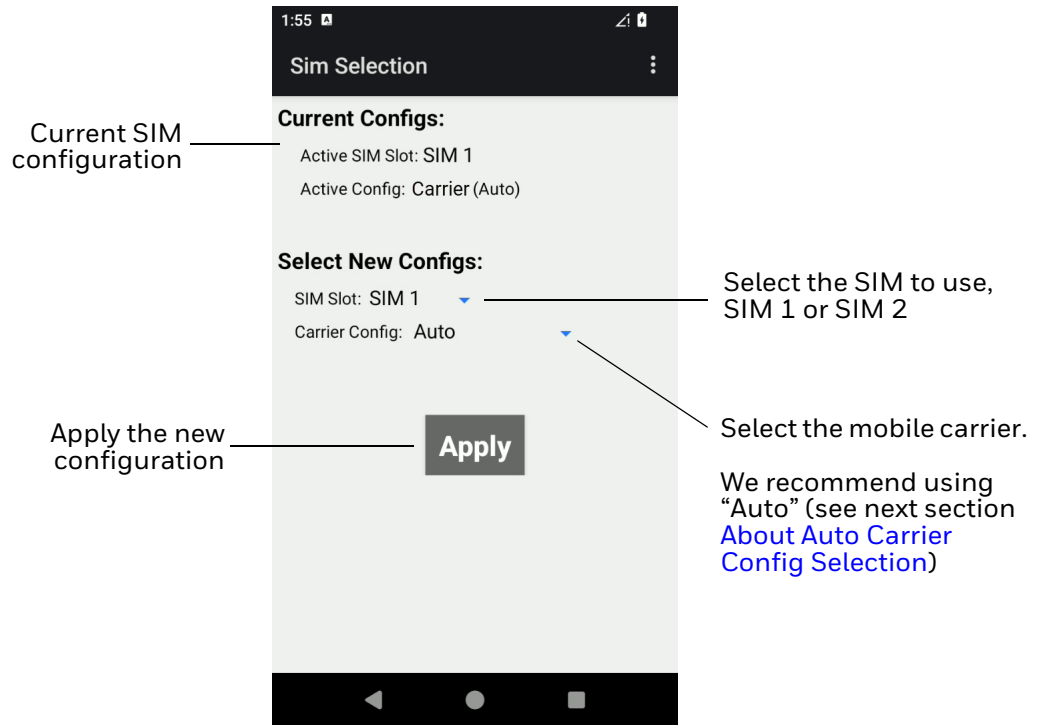 1:55
Sim Selection
Current Configs:
Active SIM Slot: SIM 1
Active Config: Carrier (Auto)
Select New Configs:
SIM Slot: SIM 1
Carrier Config: Auto
Apply
Current SIM
configuration
Apply the new
configuration
Select the SIM to use,
SIM 1 or SIM 2
Select the mobile carrier.
We recommend using
“Auto” (see next section
About Auto Carrier
Config Selection)